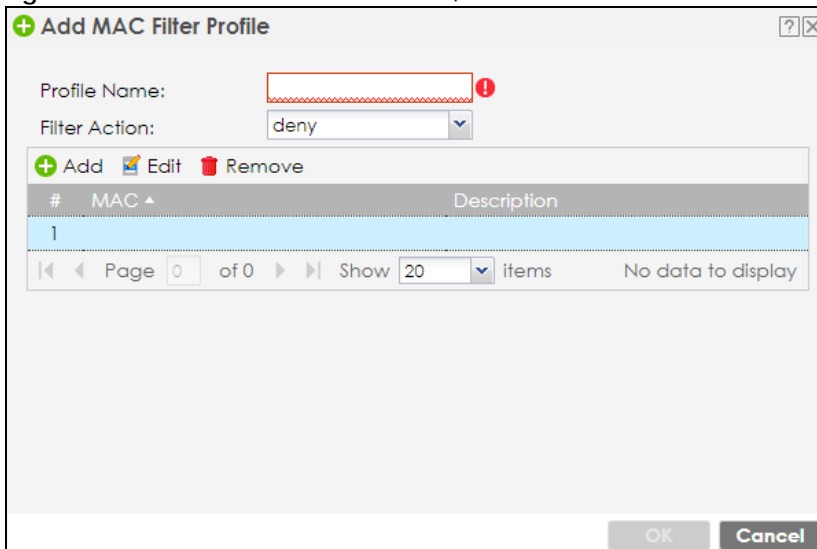 Add MAC Filter Profile ?
Profile Name: !
Filter Action: deny
Add Edit Remove
# MAC Description
1
Page 0 of 0 Show 20 items No data to display
OK Cancel